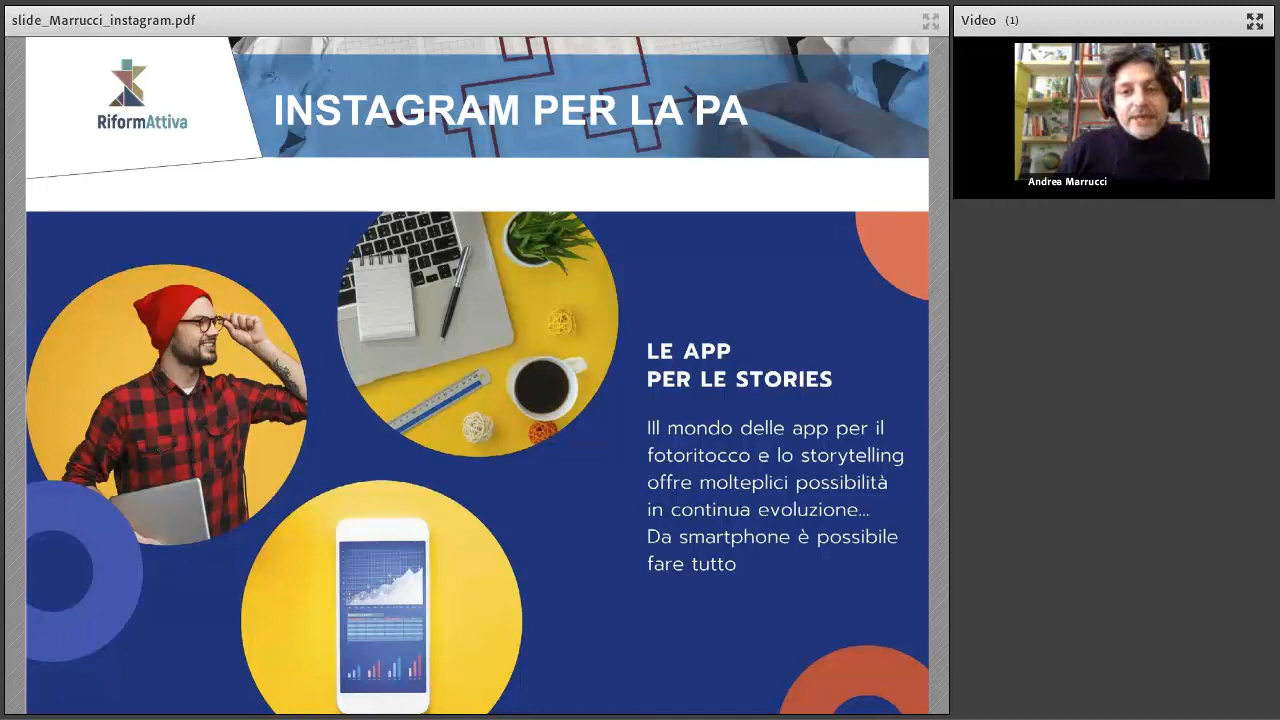 slide_Marrucci_instagram.pdf
Video (1)
RiformAttiva
INSTAGRAM PER LA PA
Andrea Marrucci
LE APP
PER LE STORIES
Ill mondo delle app per il
fotoritocco e lo storytelling
offre molteplici possibilità
in continua evoluzione...
Da smartphone è possibile
fare tutto